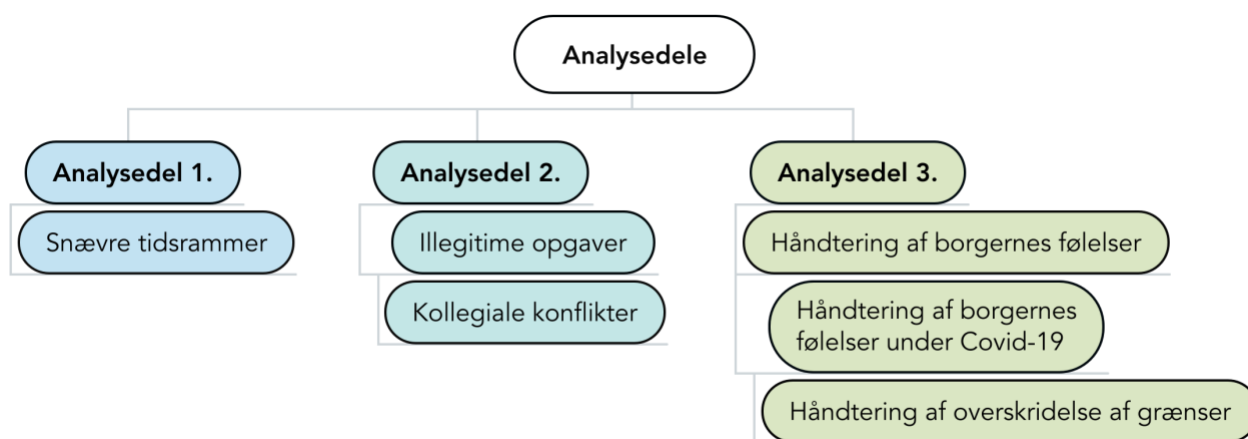 Analysedele
Analysedel 1.
Snævre tidsrammer
Analysedel 2.
Illegitime opgaver
Kollegiale konflikter
Analysedel 3.
Håndtering af borgernes følelser
Håndtering af borgernes
følelser under Covid-19
Håndtering af overskridelse af grænser